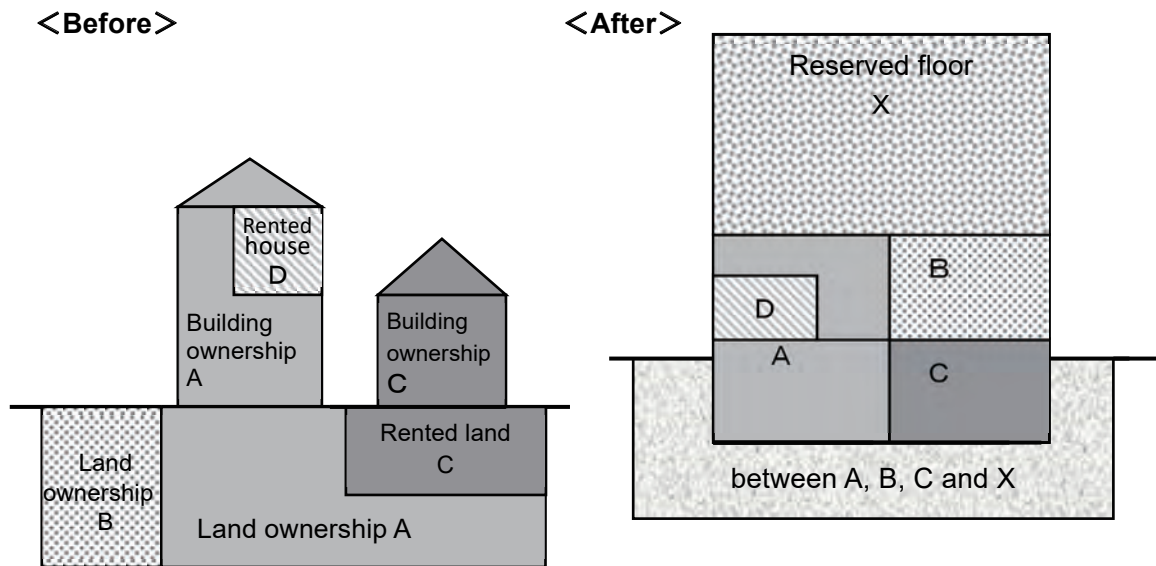 <Before>
<After>
Rented
house
D
Building
ownership
A
Building
ownership
C
Land
ownership
B
Rented land
C
Land ownership A
Reserved floor
X
B
D
A
C
between A, B, C and X